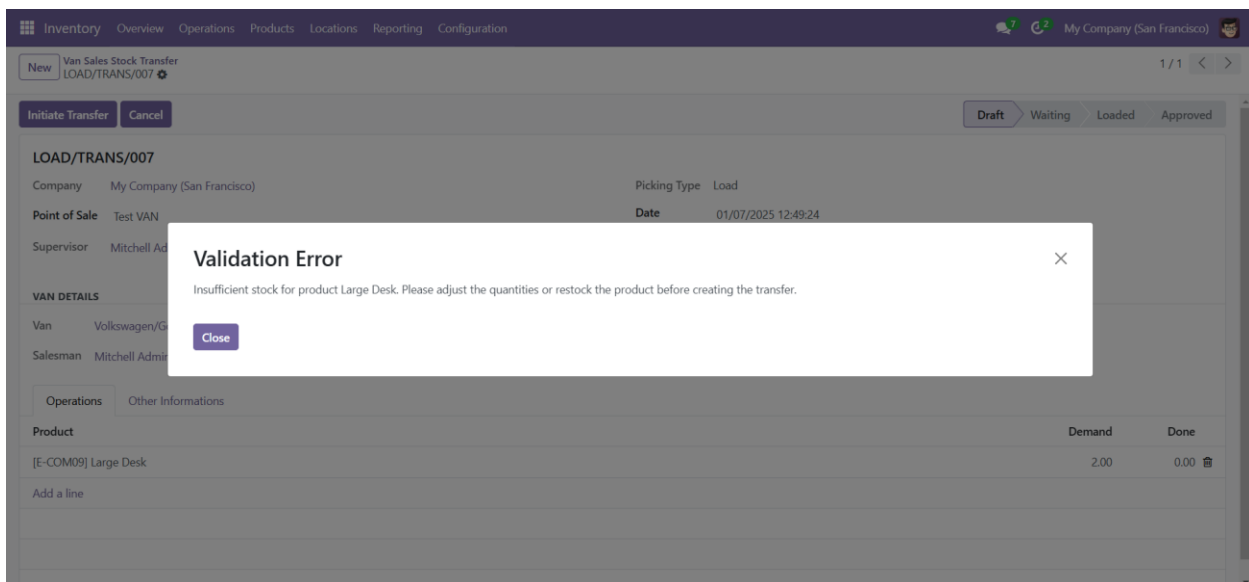 Inventory Overview Operations Products Locations Reporting Configuration 7 2 My Company (San Francisco)
New Van Sales Stock Transfer 1 / 1
LOAD/TRANS/007
Initiate Transfer Cancel Draft Waiting Loaded Approved
LOAD/TRANS/007
Company My Company (San Francisco) Picking Type Load
Point of Sale Test VAN Date 01/07/2025 12:49:24
Supervisor Mitchell Ad
Validation Error
Insufficient stock for product Large Desk. Please adjust the quantities or restock the product before creating the transfer.
Close
VAN DETAILS
Van Volkswagen/G
Salesman Mitchell Admin
Operations Other Informations
Product Demand Done
[E-COM09] Large Desk 2.00 0.00
Add a line